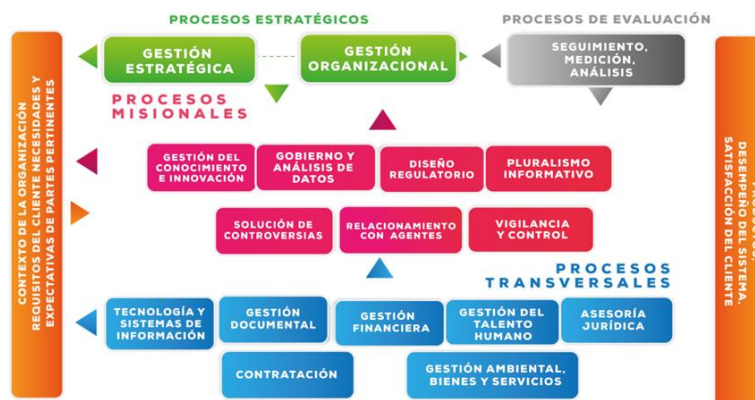 PROCESOS ESTRATÉGICOS
PROCESOS DE EVALUACIÓN
GESTIÓN
ESTRATÉGICA
GESTIÓN
ORGANIZACIONAL
SEGUIMIENTO,
MEDICIÓN,
ANÁLISIS
PROCESOS
MISIONALES
GESTIÓN DEL
CONOCIMIENTO
E INNOVACIÓN
GOBIERNO Y
ANÁLISIS DE
DATOS
DISEÑO
REGULATORIO
PLURALISMO
INFORMATIVO
SOLUCIÓN DE
CONTROVERSIAS
RELACIONAMIENTO
CON AGENTES
VIGILANCIA
Y CONTROL
PROCESOS
TRANSVERSALES
TECNOLOGÍA Y
SISTEMAS DE
INFORMACIÓN
GESTIÓN
DOCUMENTAL
GESTIÓN
FINANCIERA
GESTIÓN DEL
TALENTO
HUMANO
ASESORÍA
JURÍDICA
CONTRATACIÓN
GESTIÓN AMBIENTAL,
BIENES Y SERVICIOS
CONTEXTO DE LA ORGANIZACIÓN
REQUISITOS DEL CLIENTE NECESIDADES Y
EXPECTATIVAS DE PARTES PERTINENTES
DESEMPEÑO DEL SISTEMA.
SATISFACCIÓN DEL CLIENTE